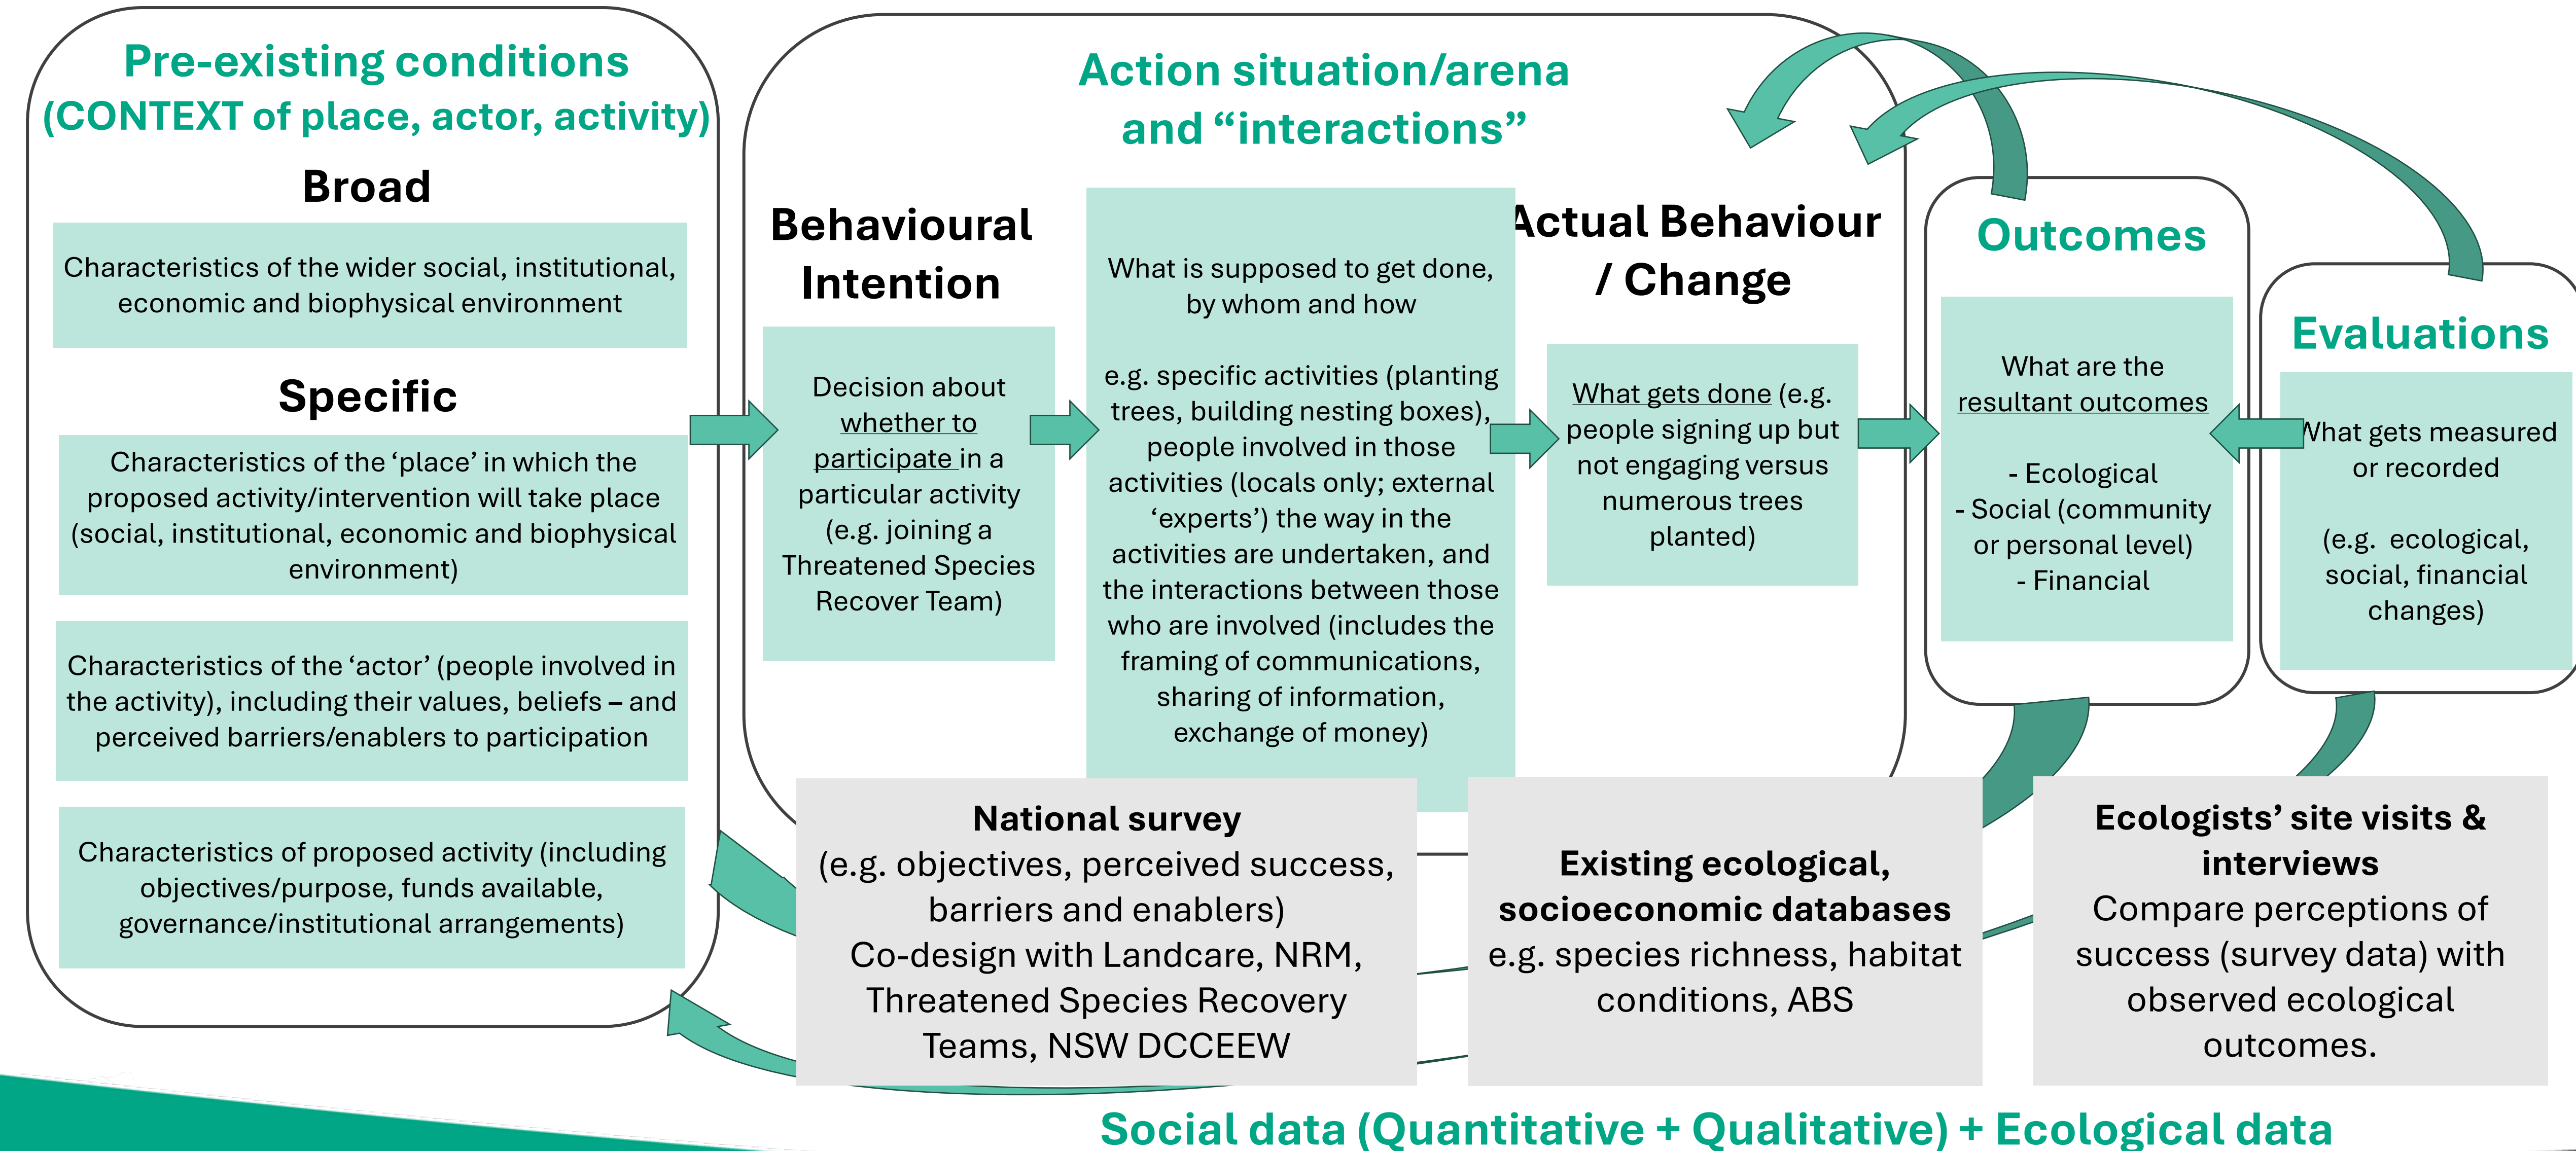 Pre-existing conditions
(CONTEXT of place, actor, activity)
Broad
Characteristics of the wider social, institutional,
economic and biophysical environment
Specific
Characteristics of the ‘place’ in which the
proposed activity/intervention will take place
(social, institutional, economic and biophysical
environment)
Characteristics of the ‘actor’ (people involved in
the activity), including their values, beliefs – and
perceived barriers/enablers to participation
Characteristics of proposed activity (including
objectives/purpose, funds available,
governance/institutional arrangements)
Action situation/arena
and “interactions”
Behavioural
Intention
Decision about
whether to
participate in a
particular activity
(e.g. joining a
Threatened Species
Recover Team)
What is supposed to get done,
by whom and how
e.g. specific activities (planting
trees, building nesting boxes),
people involved in those
activities (locals only; external
‘experts’) the way in the
activities are undertaken, and
the interactions between those
who are involved (includes the
framing of communications,
sharing of information,
exchange of money)
Actual Behaviour
/ Change
What gets done (e.g.
people signing up but
not engaging versus
numerous trees
planted)
Outcomes
What are the
resultant outcomes
- Ecological
- Social (community
or personal level)
- Financial
Evaluations
What gets measured
or recorded
(e.g. ecological,
social, financial
changes)
National survey
(e.g. objectives, perceived success,
barriers and enablers)
Co-design with Landcare, NRM,
Threatened Species Recovery
Teams, NSW DCCEEW
Existing ecological,
socioeconomic databases
e.g. species richness, habitat
conditions, ABS
Ecologists’ site visits &
interviews
Compare perceptions of
success (survey data) with
observed ecological
outcomes.
Social data (Quantitative + Qualitative) + Ecological data